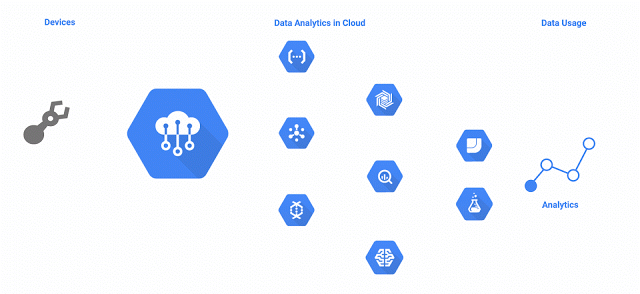 Devices
Data Analytics in Cloud
Data Usage
Analytics